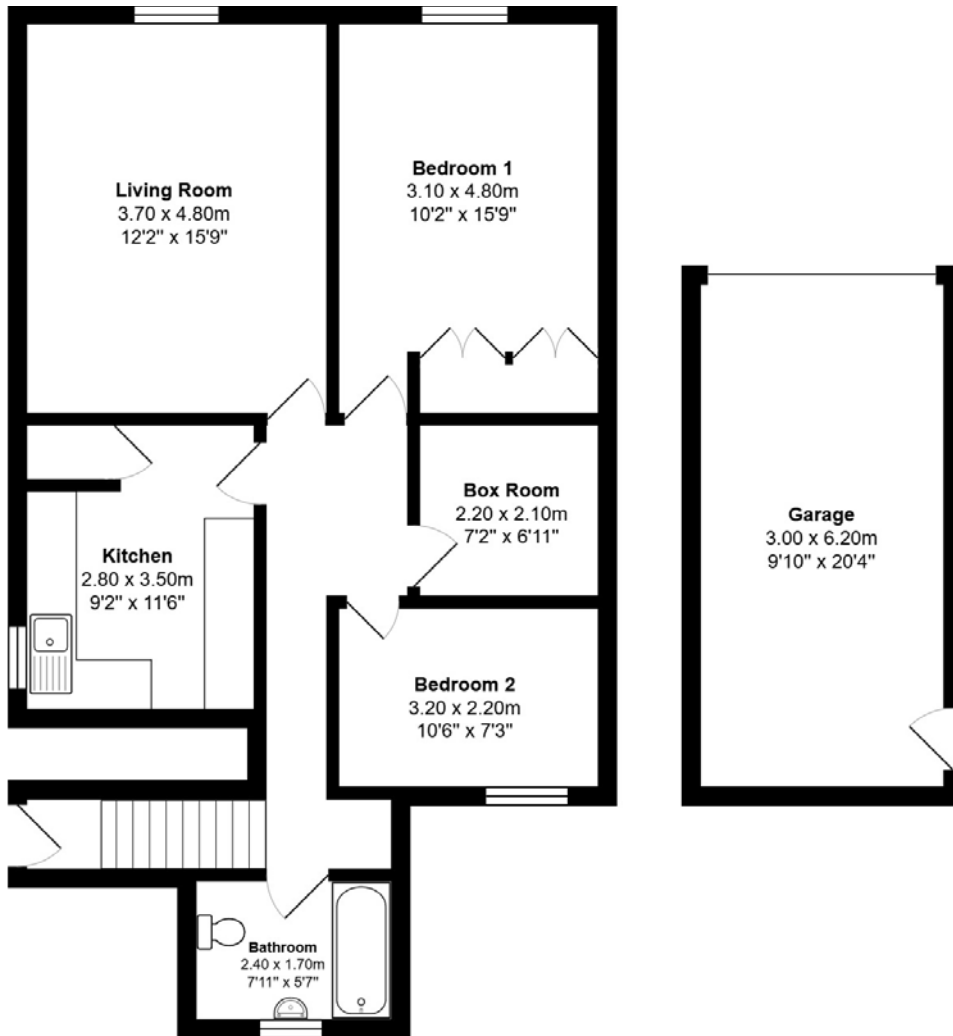 Living Room
3.70 x 4.80m
12'2" x 15'9"
Bedroom 1
3.10 x 4.80m
10'2" x 15'9"
Kitchen
2.80 x 3.50m
9'2" x 11'6"
Box Room
2.20 x 2.10m
7'2" x 6'11"
Bedroom 2
3.20 x 2.20m
10'6" x 7'3"
Bathroom
2.40 x 1.70m
7'11" x 5'7"
Garage
3.00 x 6.20m
9'10" x 20'4"